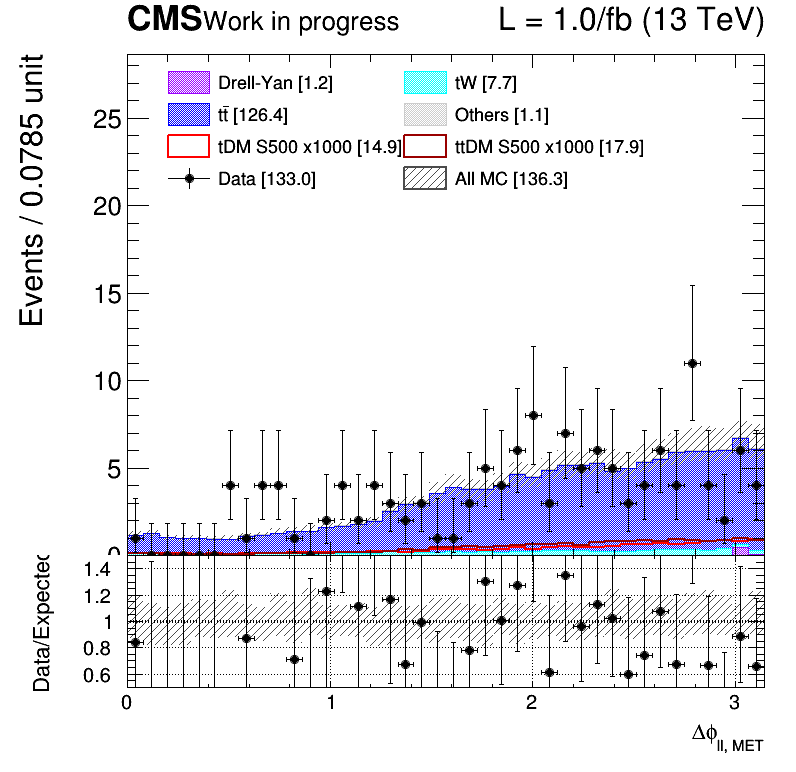 CMS Work in progress L = 1.0/fb (13 TeV)
Events / 0.0785 unit
Drell-Yan [1.2] tW [7.7]
tt̄ [126.4] Others [1.1]
tDM S500 x1000 [14.9] ttDM S500 x1000 [17.9]
Data [133.0] All MC [136.3]
25
20
15
10
5
0
Data/Expected
1.4
1.2
1
0.8
0.6
0 1 2 3
Δϕ ll, MET